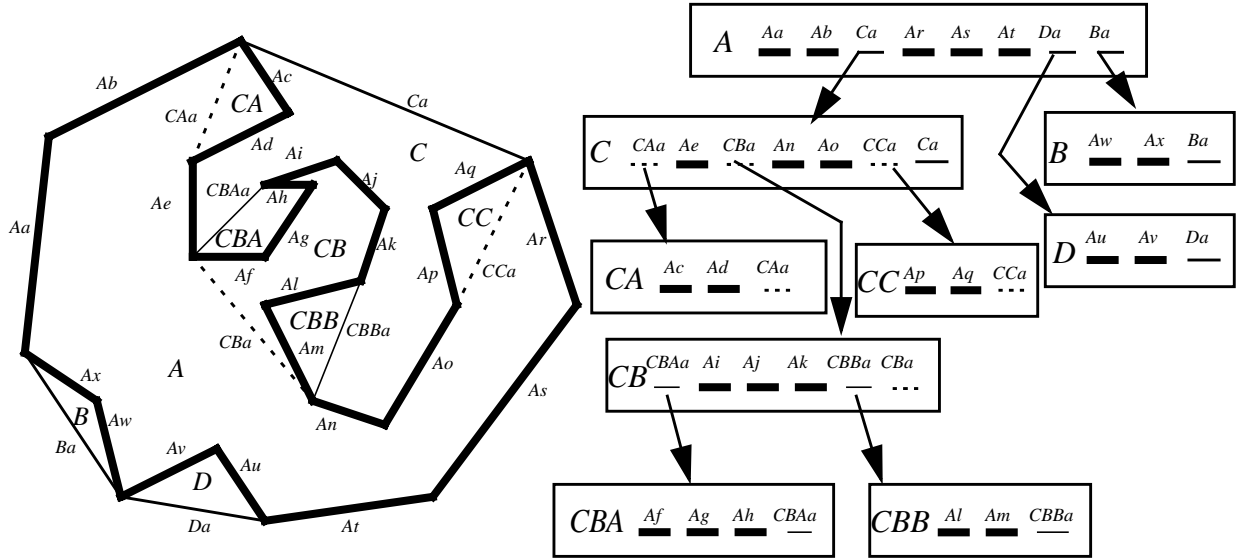 Ab
Ac
CAa
CA
Ca
Ad
Ai
C
Aq
Aj
CBAa
Ah
Ae
CC
Aa
CBA
Ag
CB
Ak
Ar
Af
Ap
CCa
Al
CBB
CBBa
CBa
Am
Ao
A
As
Ax
B
Aw
An
Ba
Av
Au
D
Da
At
A Aa Ab Ca Ar As At Da Ba
C CAa Ae CBa An Ao CCa Ca
B Aw Ax Ba
D Au Av Da
CA Ac Ad CAa
CC Ap Aq CCa
CB CBAa Ai Aj Ak CBBa CBa
CBA Af Ag Ah CBAa
CBB Al Am CBBa